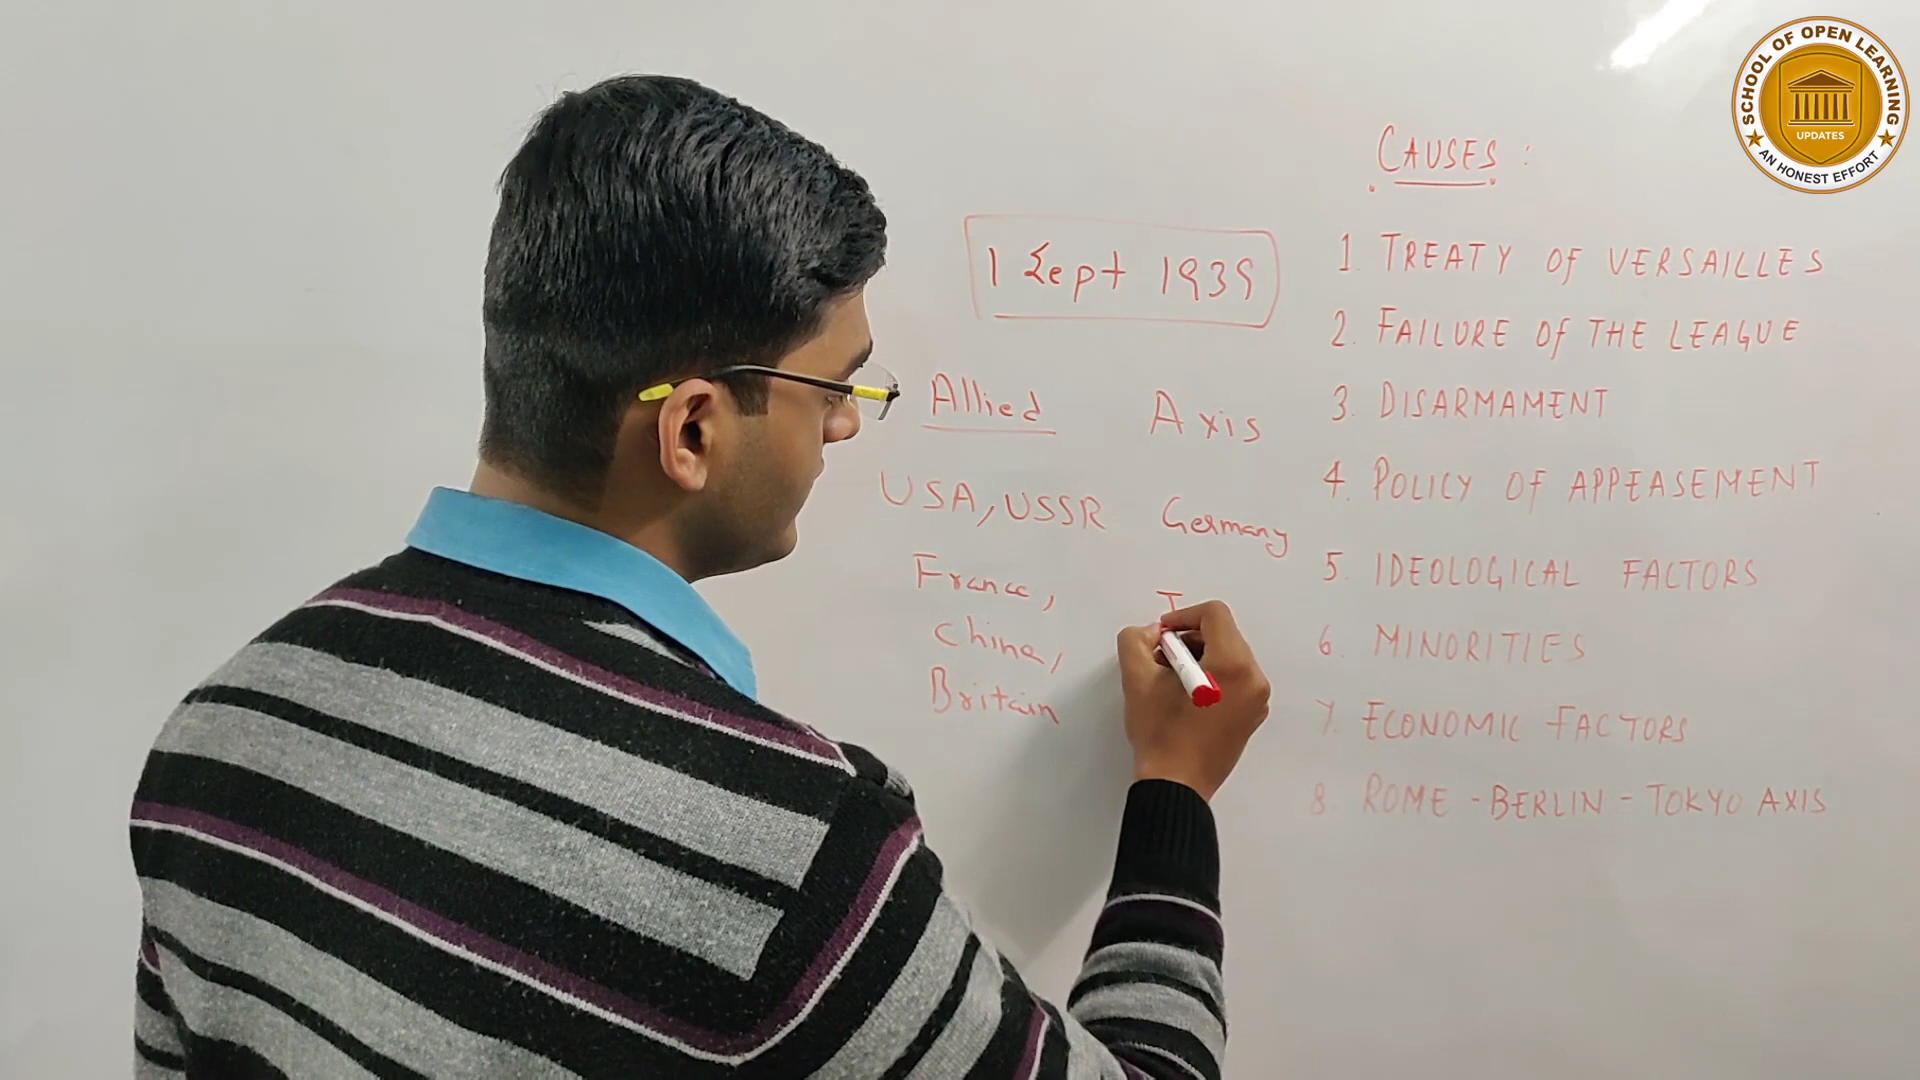 SCHOOL OF OPEN LEARNING
UPDATES
AN HONEST EFFORT
1 Sept 1939
Allied
USA, USSR
France,
China,
Britain
Axis
Germany
CAUSES :
1. TREATY OF VERSAILLES
2. FAILURE OF THE LEAGUE
3. DISARMAMENT
4. POLICY OF APPEASEMENT
5. IDEOLOGICAL FACTORS
6. MINORITIES
7. ECONOMIC FACTORS
8. ROME - BERLIN - TOKYO AXIS